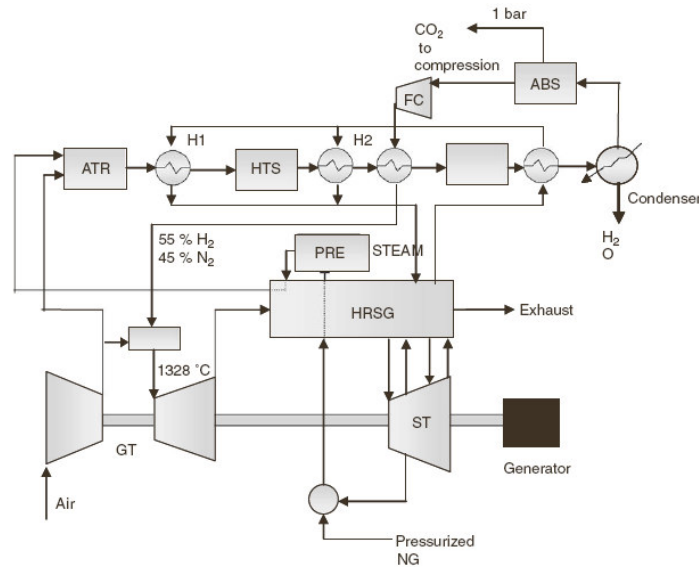 1 bar
CO2
to
compression
FC
ABS
H1
H2
ATR
HTS
Condenser
H2
O
55 % H2
45 % N2
PRE
STEAM
HRSG
Exhaust
1328 °C
GT
ST
Generator
Air
Pressurized
NG